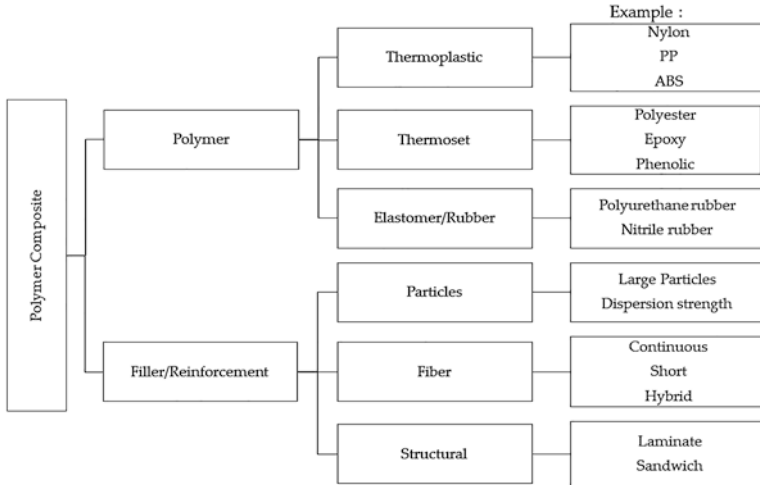 Example :
Polymer Composite
Polymer
Thermoplastic
Nylon
PP
ABS
Thermoset
Polyester
Epoxy
Phenolic
Elastomer/Rubber
Polyurethane rubber
Nitrile rubber
Filler/Reinforcement
Particles
Large Particles
Dispersion strength
Fiber
Continuous
Short
Hybrid
Structural
Laminate
Sandwich